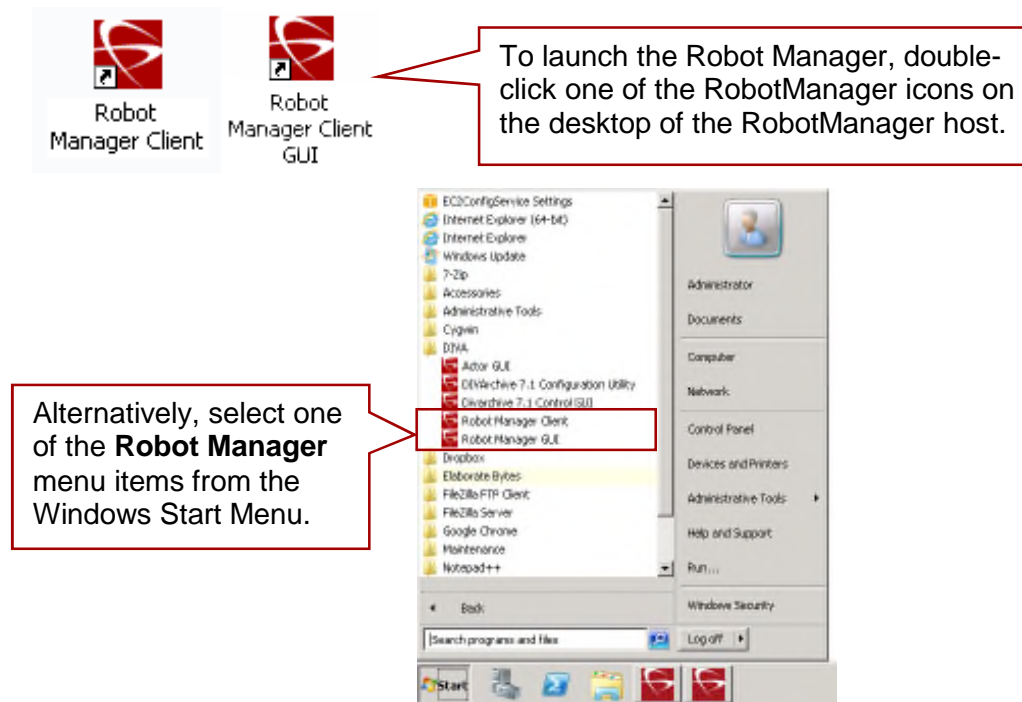 Robot
Manager Client
Robot
Manager Client
GUI
To launch the Robot Manager, double-
click one of the RobotManager icons on
the desktop of the RobotManager host.
Alternatively, select one
of the Robot Manager
menu items from the
Windows Start Menu.
EC2ConfigService Settings
Internet Explorer (64-bit)
Internet Explorer
Windows Update
7-Zip
Accessories
Administrative Tools
Cygwin
DIVA
Actor GUI
DIVArchive 7.1 Configuration Utility
Divarchive 7.1 Control GUI
Robot Manager Client
Robot Manager GUI
Dropbox
Elaborate Bytes
FileZilla FTP Client
FileZilla Server
Google Chrome
Maintenance
Notepad++
Back
Search programs and files
Administrator
Documents
Computer
Network
Control Panel
Devices and Printers
Administrative Tools
Help and Support
Run...
Windows Security
Log off
Start